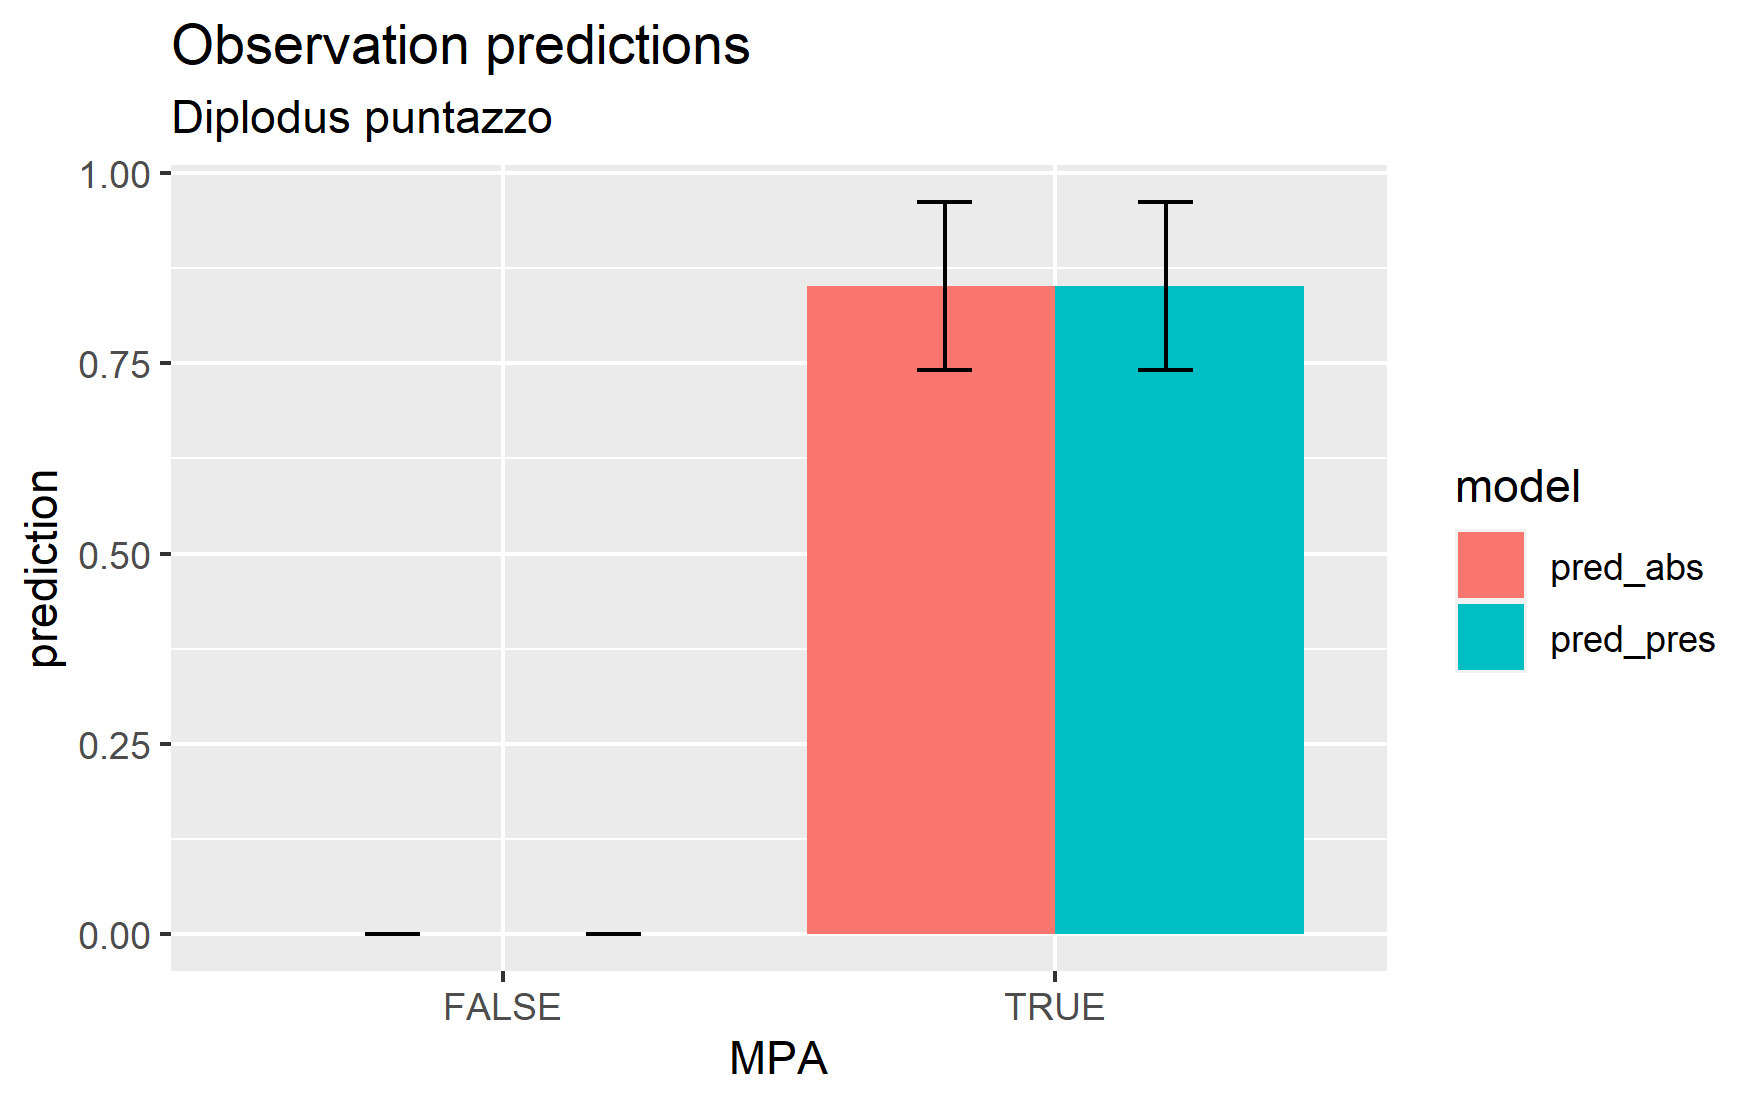 Observation predictions
Diplodus puntazzo
1.00
0.75
0.50
0.25
0.00
prediction
FALSE
TRUE
MPA
model
pred_abs
pred_pres